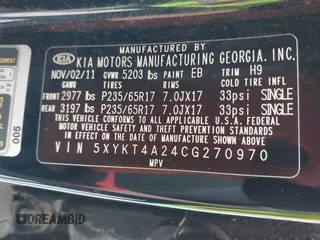 KIA KIA MOTORS MANUFACTURING GEORGIA, INC.
NOV/02/11 GVWR 5203 lbs PAINT EB TRIM H9
GAWR TIRES RIMS COLD TIRE INFL
FRONT 2977 lbs P235/65R17 7.0JX17 33psi SINGLE
REAR 3197 lbs P235/65R17 7.0JX17 33psi SINGLE
THIS VEHICLE CONFORMS TO ALL APPLICABLE FEDERAL
MOTOR VEHICLE SAFETY, BUMPER, AND THEFT PREVENTION
STANDARDS IN EFFECT ON THE DATE OF MANUFACTURE SHOWN ABOVE.
VIN 5XYKT4A24CG270970
MPV
005
DREAMBID